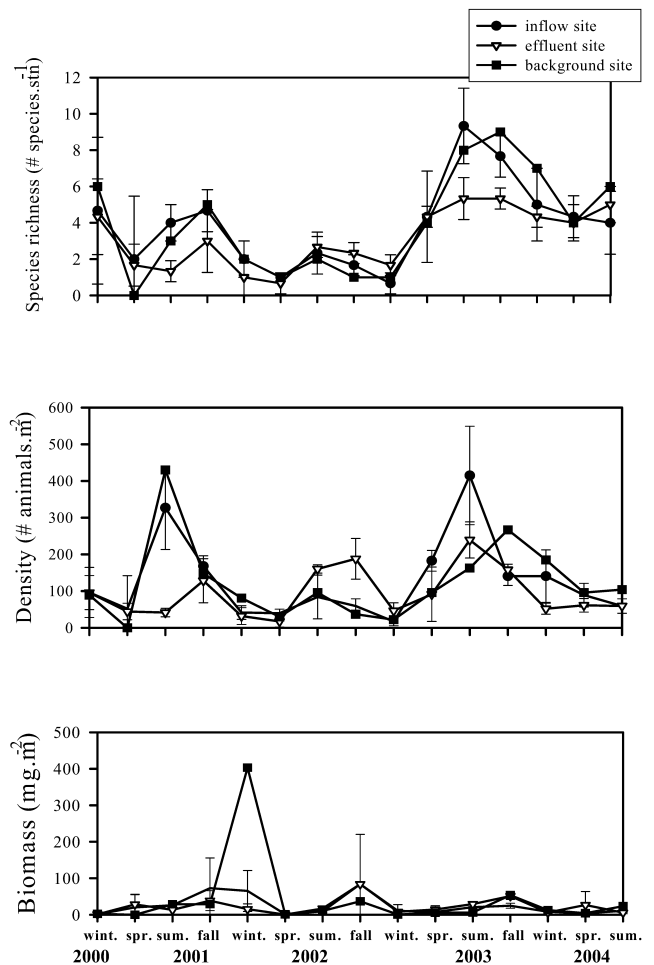 inflow site
effluent site
background site
Species richness (# species.stn-1)
12
10
8
6
4
2
0
Density (# animals.m-2)
600
500
400
300
200
100
0
Biomass (mg.m-2)
500
400
300
200
100
0
wint. spr. sum. fall wint. spr. sum. fall wint. spr. sum. fall wint. spr. sum.
2000 2001 2002 2003 2004